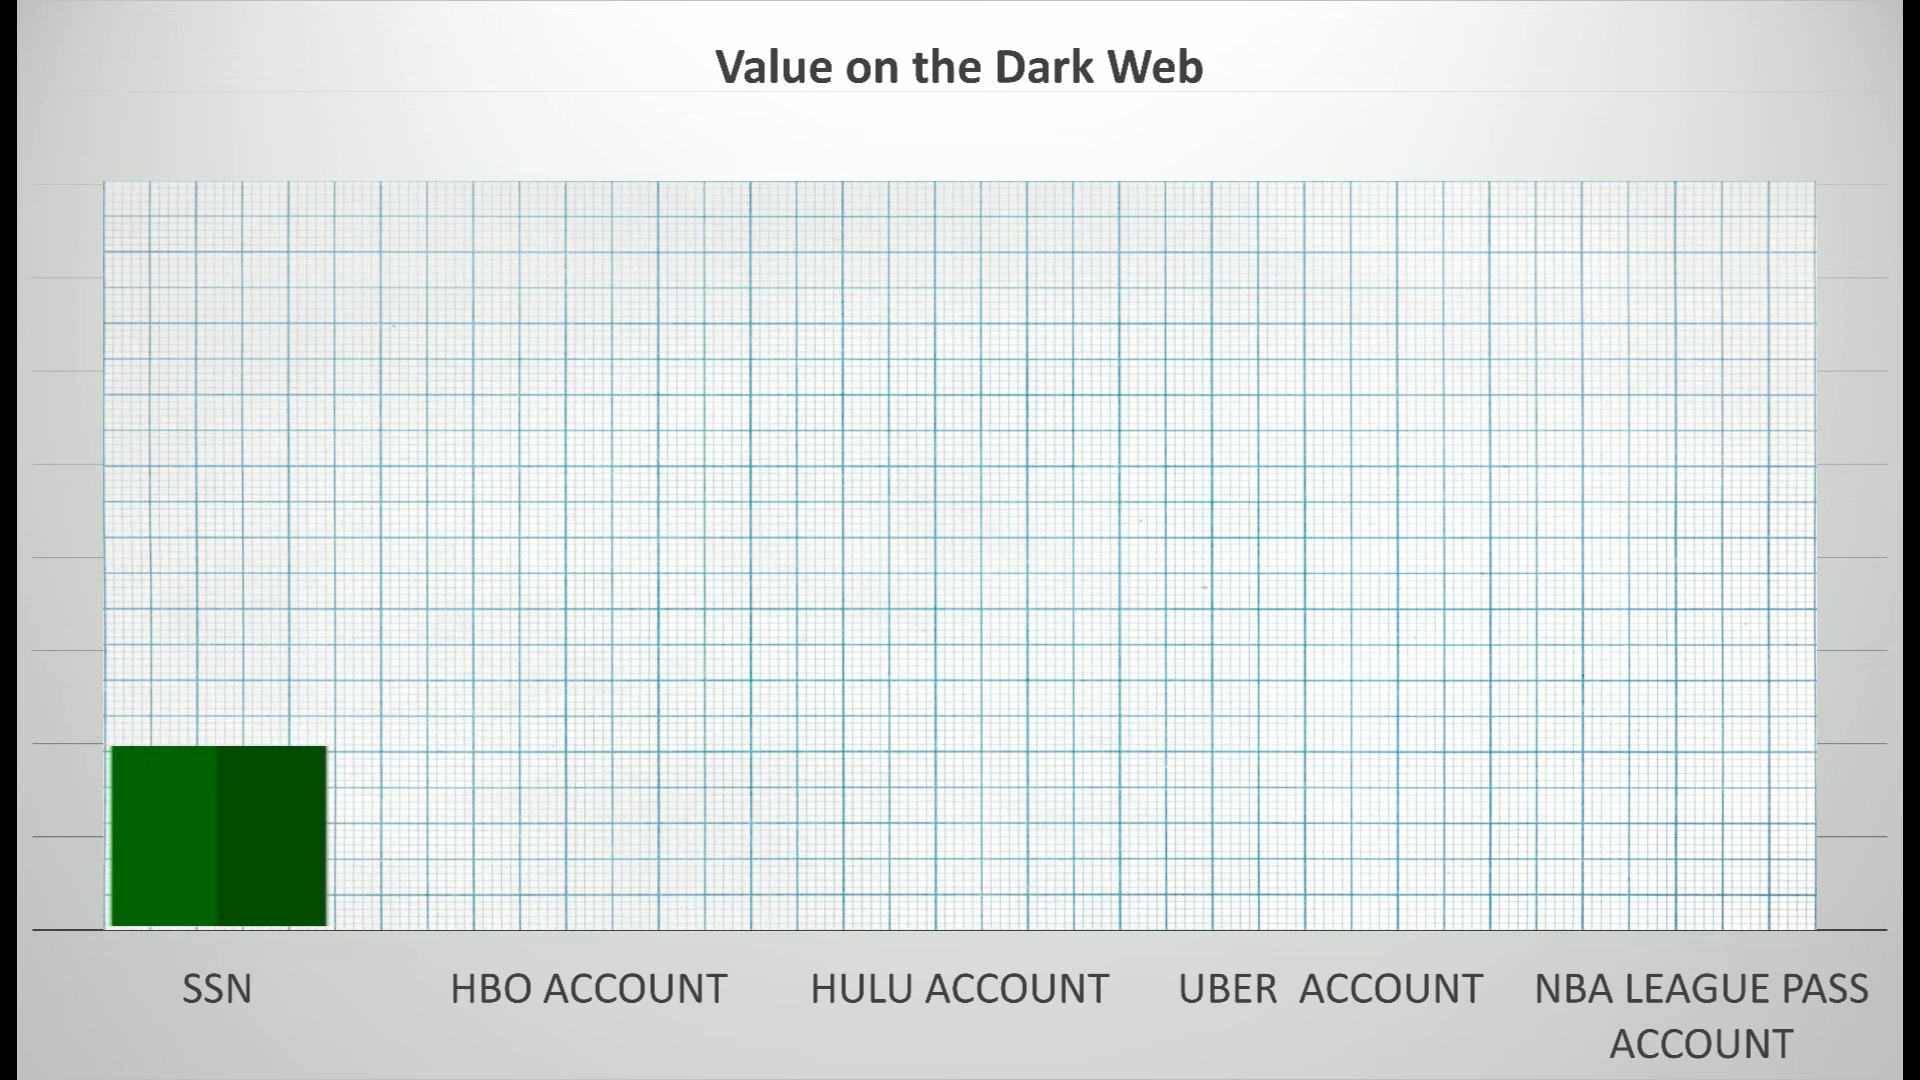 Value on the Dark Web
SSN
HBO ACCOUNT
HULU ACCOUNT
UBER ACCOUNT
NBA LEAGUE PASS
ACCOUNT